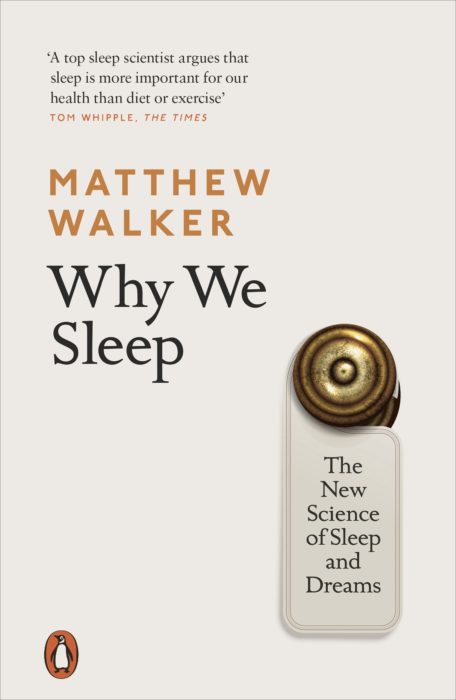 ‘A top sleep scientist argues that
sleep is more important for our
health than diet or exercise’
TOM WHIPPLE, THE TIMES
MATTHEW
WALKER
Why We
Sleep
The
New
Science
of Sleep
and
Dreams